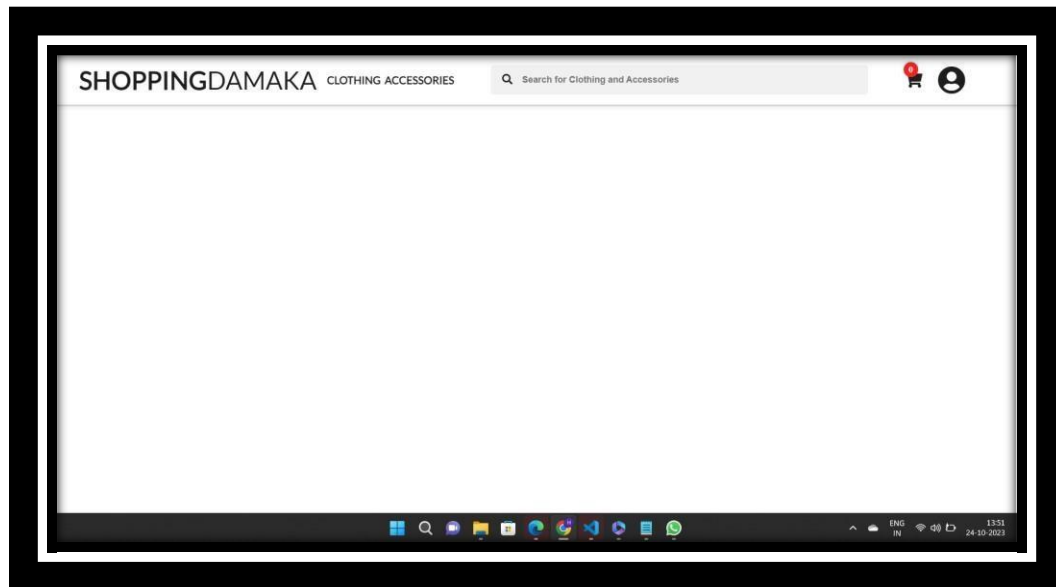 SHOPPINGDAMAKA CLOTHING ACCESSORIES Search for Clothing and Accessories 0
ENG 13:51
IN 24-10-2023